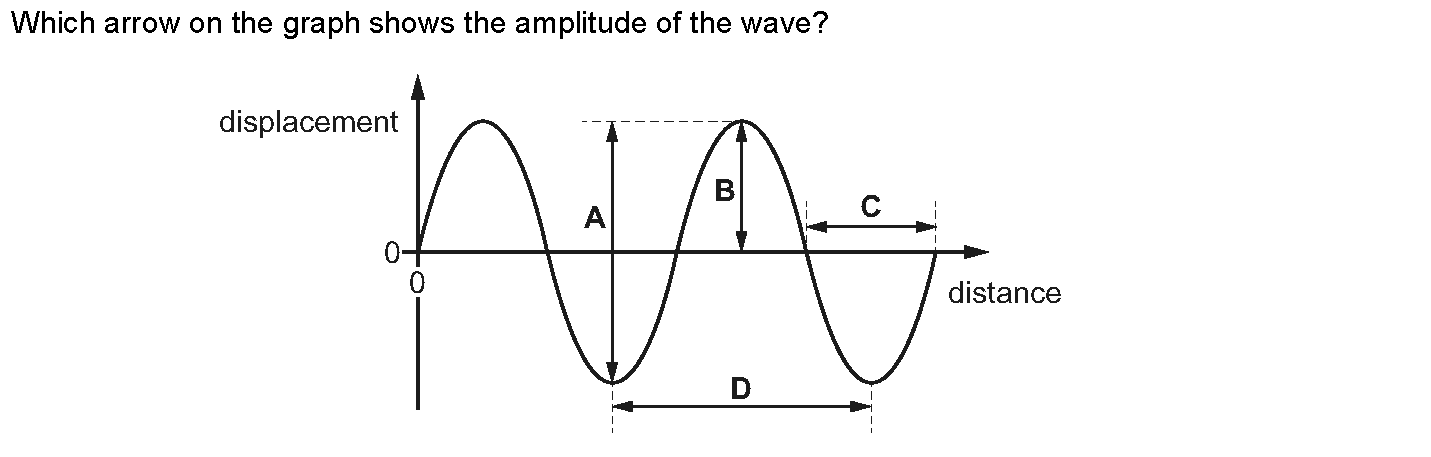 Which arrow on the graph shows the amplitude of the wave?
displacement
B
A
C
0
0
distance
D